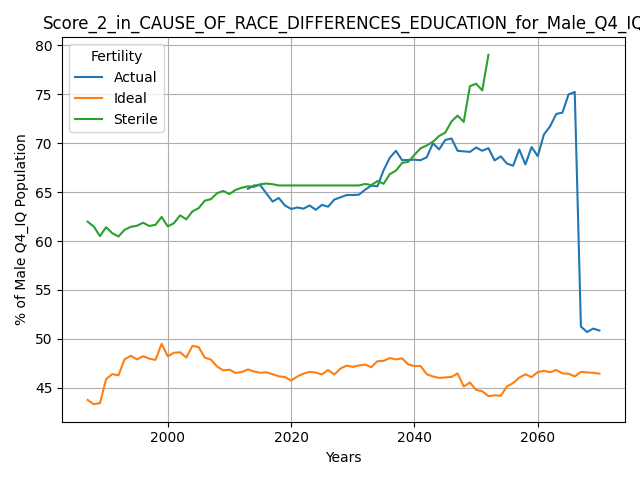 Score_2_in_CAUSE_OF_RACE_DIFFERENCES_EDUCATION_for_Male_Q4_IQ
Fertility
Actual
Ideal
Sterile
80
75
70
65
60
55
50
45
% of Male Q4_IQ Population
2000 2020 2040 2060
Years